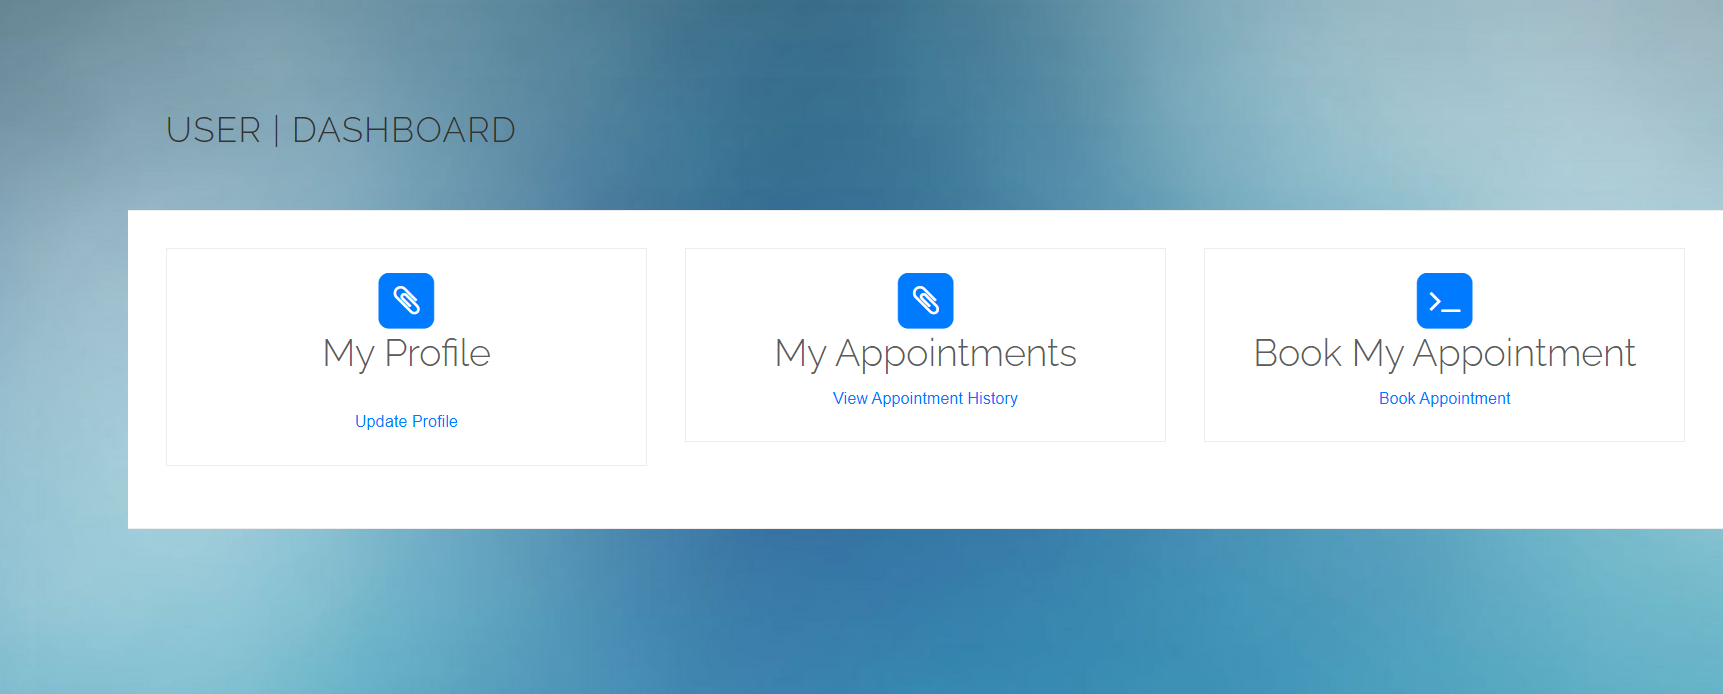 USER | DASHBOARD
My Profile
Update Profile
My Appointments
View Appointment History
Book My Appointment
Book Appointment